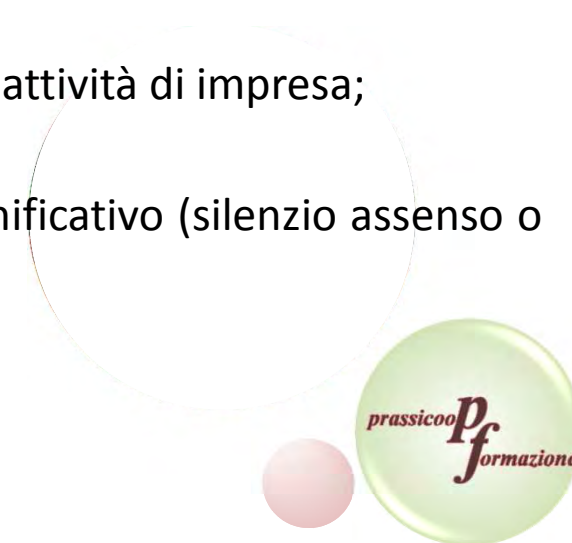 attività di impresa;
nificativo (silenzio assenso o
prassicoop
formazione